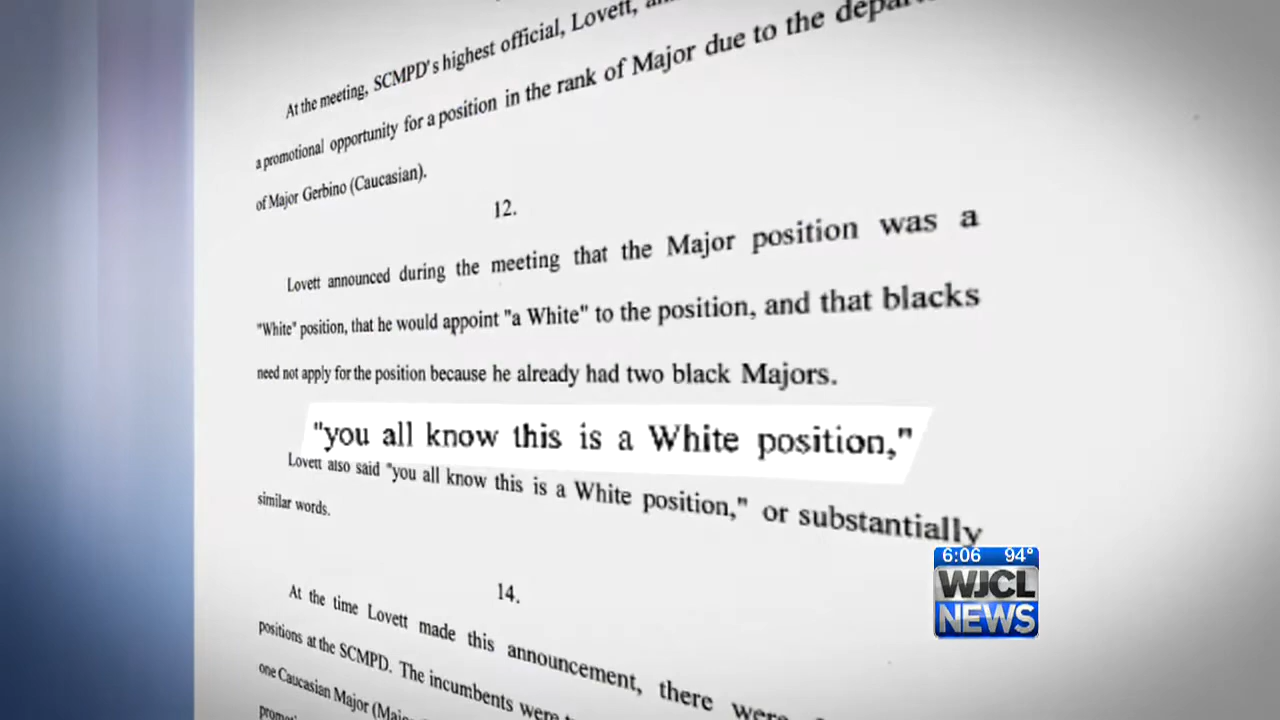 At the meeting, SCMPD's highest official, Lovett,
a promotional opportunity for a position in the rank of Major due to the
of Major Gerbino (Caucasian).
12.
Lovett announced during the meeting that the Major position was a
"White" position, that he would appoint "a White" to the position, and that blacks
need not apply for the position because he already had two black Majors.
"you all know this is a White position,"
Lovett also said "you all know this is a White position," or substantially
similar words.
14.
At the time Lovett made this announcement, there were
positions at the SCMPD. The incumbents were
one Caucasian Major
6:06 94°
WJCL
NEWS